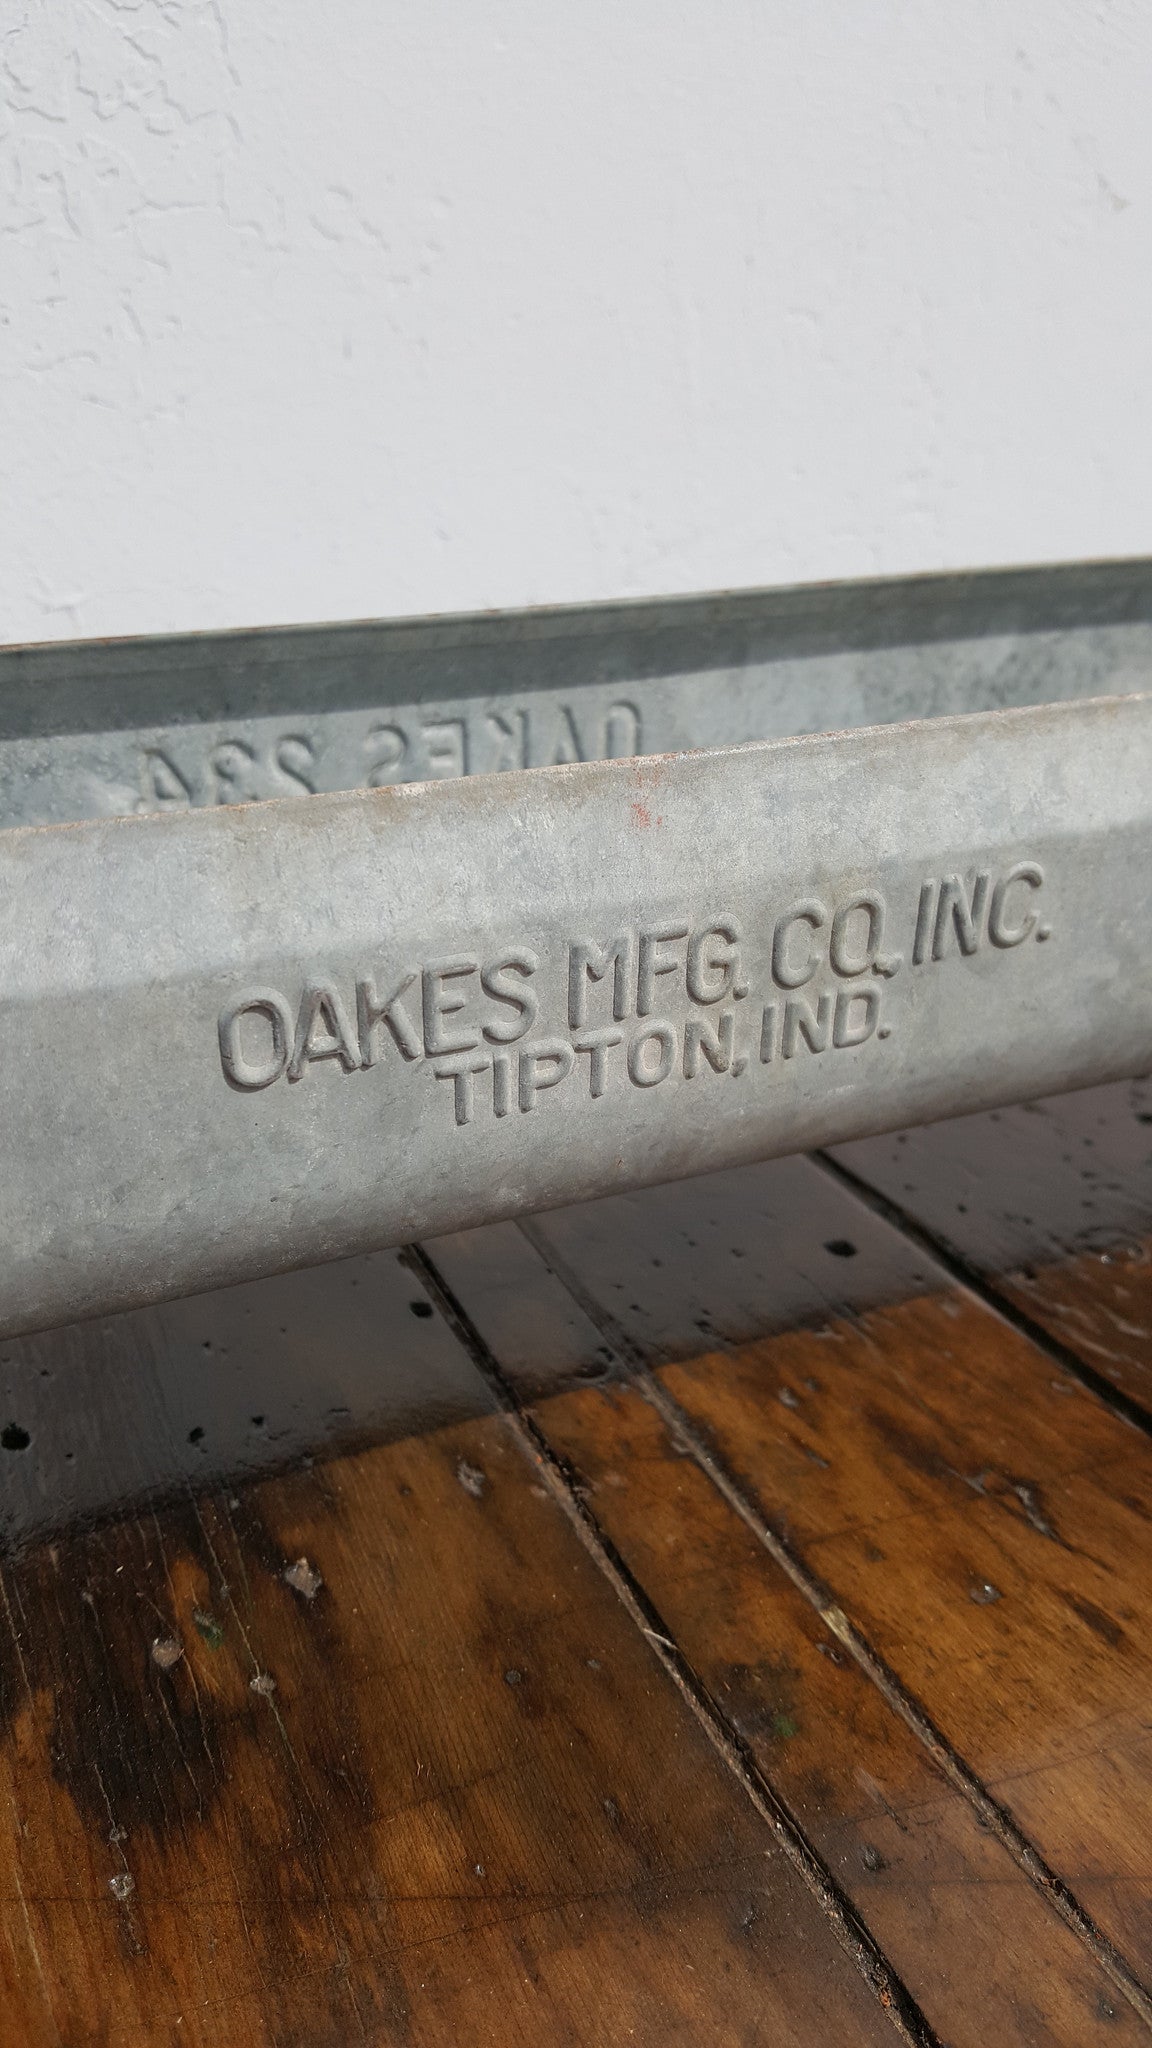 OAKES 234
OAKES MFG. CO, INC.
TIPTON, IND.